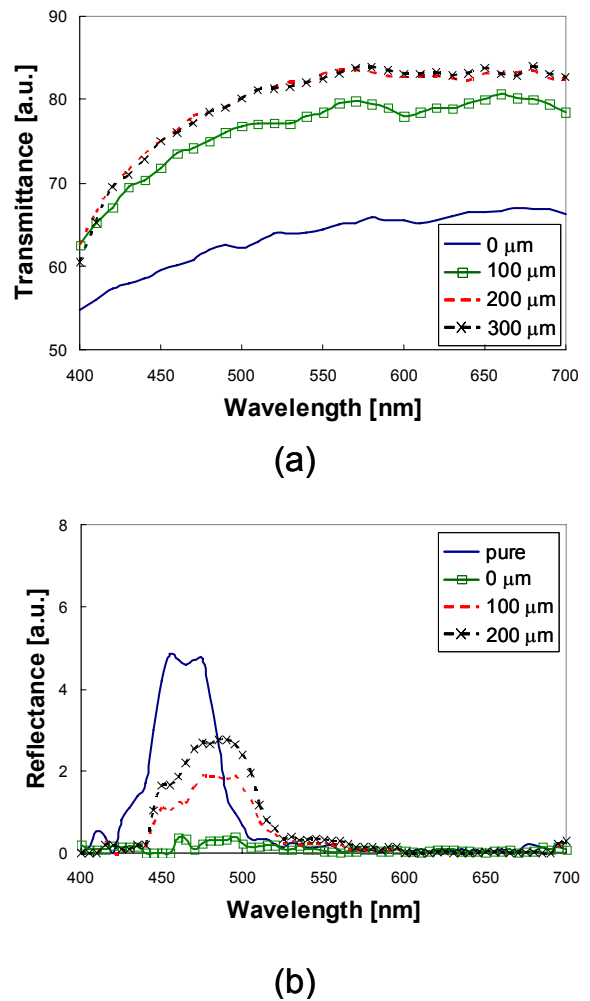 Transmittance [a.u.]
90
80
70
60
50
0 μm
100 μm
200 μm
300 μm
400 450 500 550 600 650 700
Wavelength [nm]
(a)
Reflectance [a.u.]
8
6
4
2
0
pure
0 μm
100 μm
200 μm
400 450 500 550 600 650 700
Wavelength [nm]
(b)